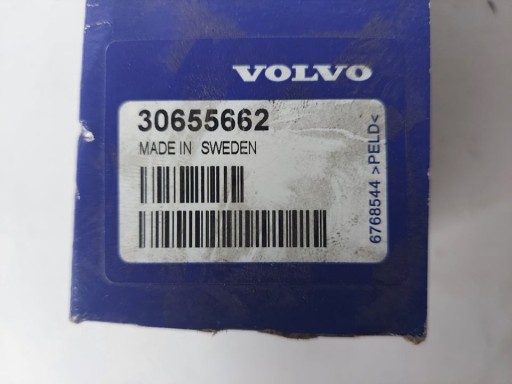 VOLVO
30655662
MADE IN SWEDEN
6768544 >PELD<